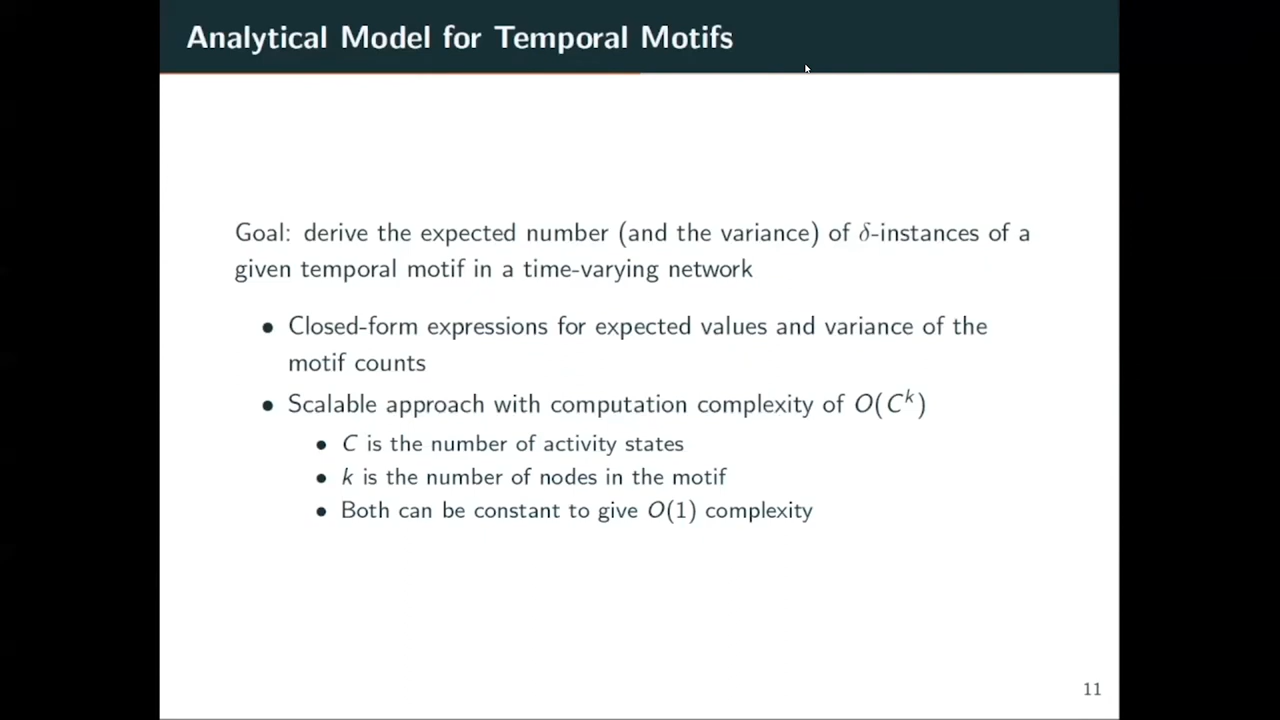 Analytical Model for Temporal Motifs
Goal: derive the expected number (and the variance) of δ-instances of a
given temporal motif in a time-varying network
• Closed-form expressions for expected values and variance of the
motif counts
• Scalable approach with computation complexity of O(C^k)
• C is the number of activity states
• k is the number of nodes in the motif
• Both can be constant to give O(1) complexity
11